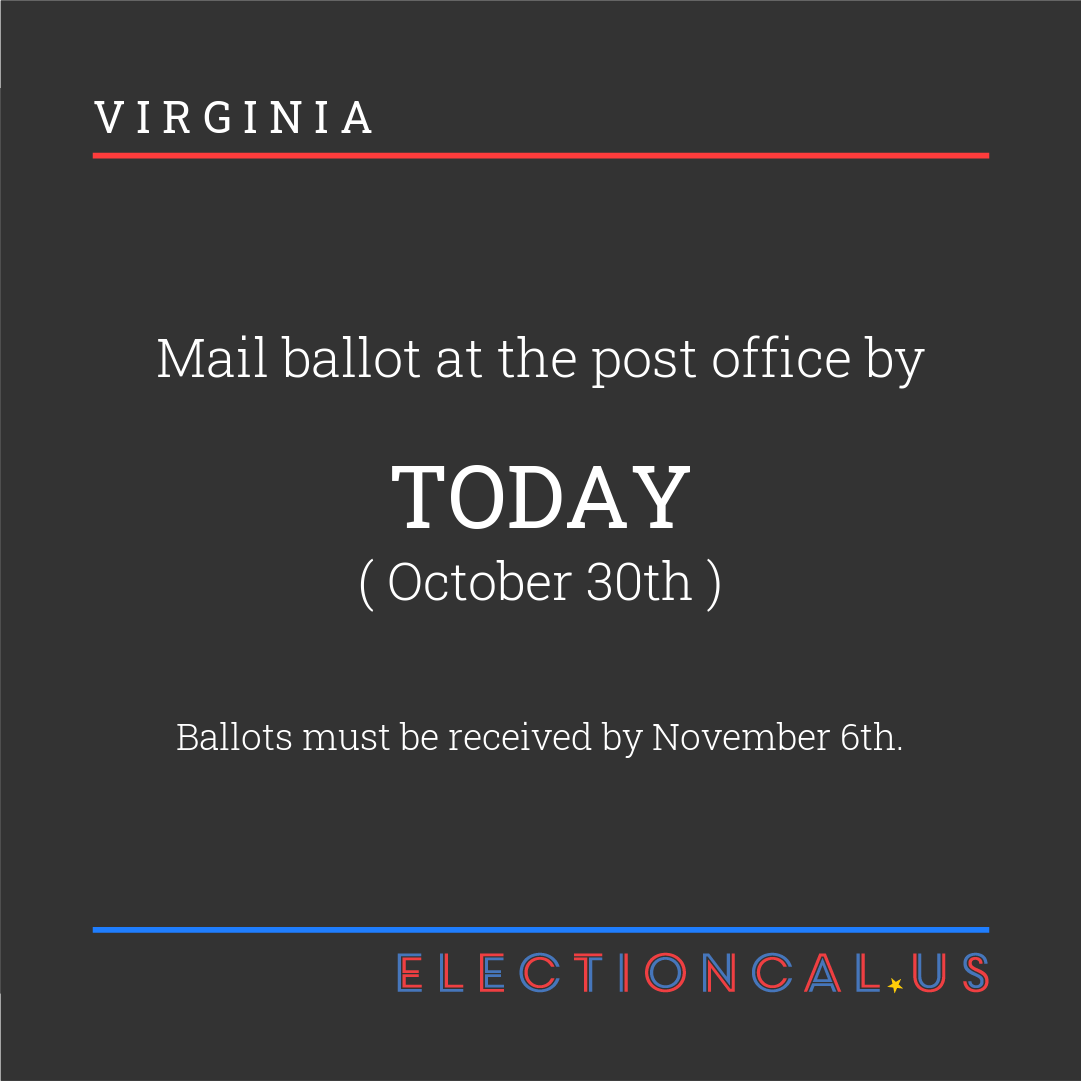 VIRGINIA
Mail ballot at the post office by
TODAY
( October 30th )
Ballots must be received by November 6th.
ELECTIONCAL.US